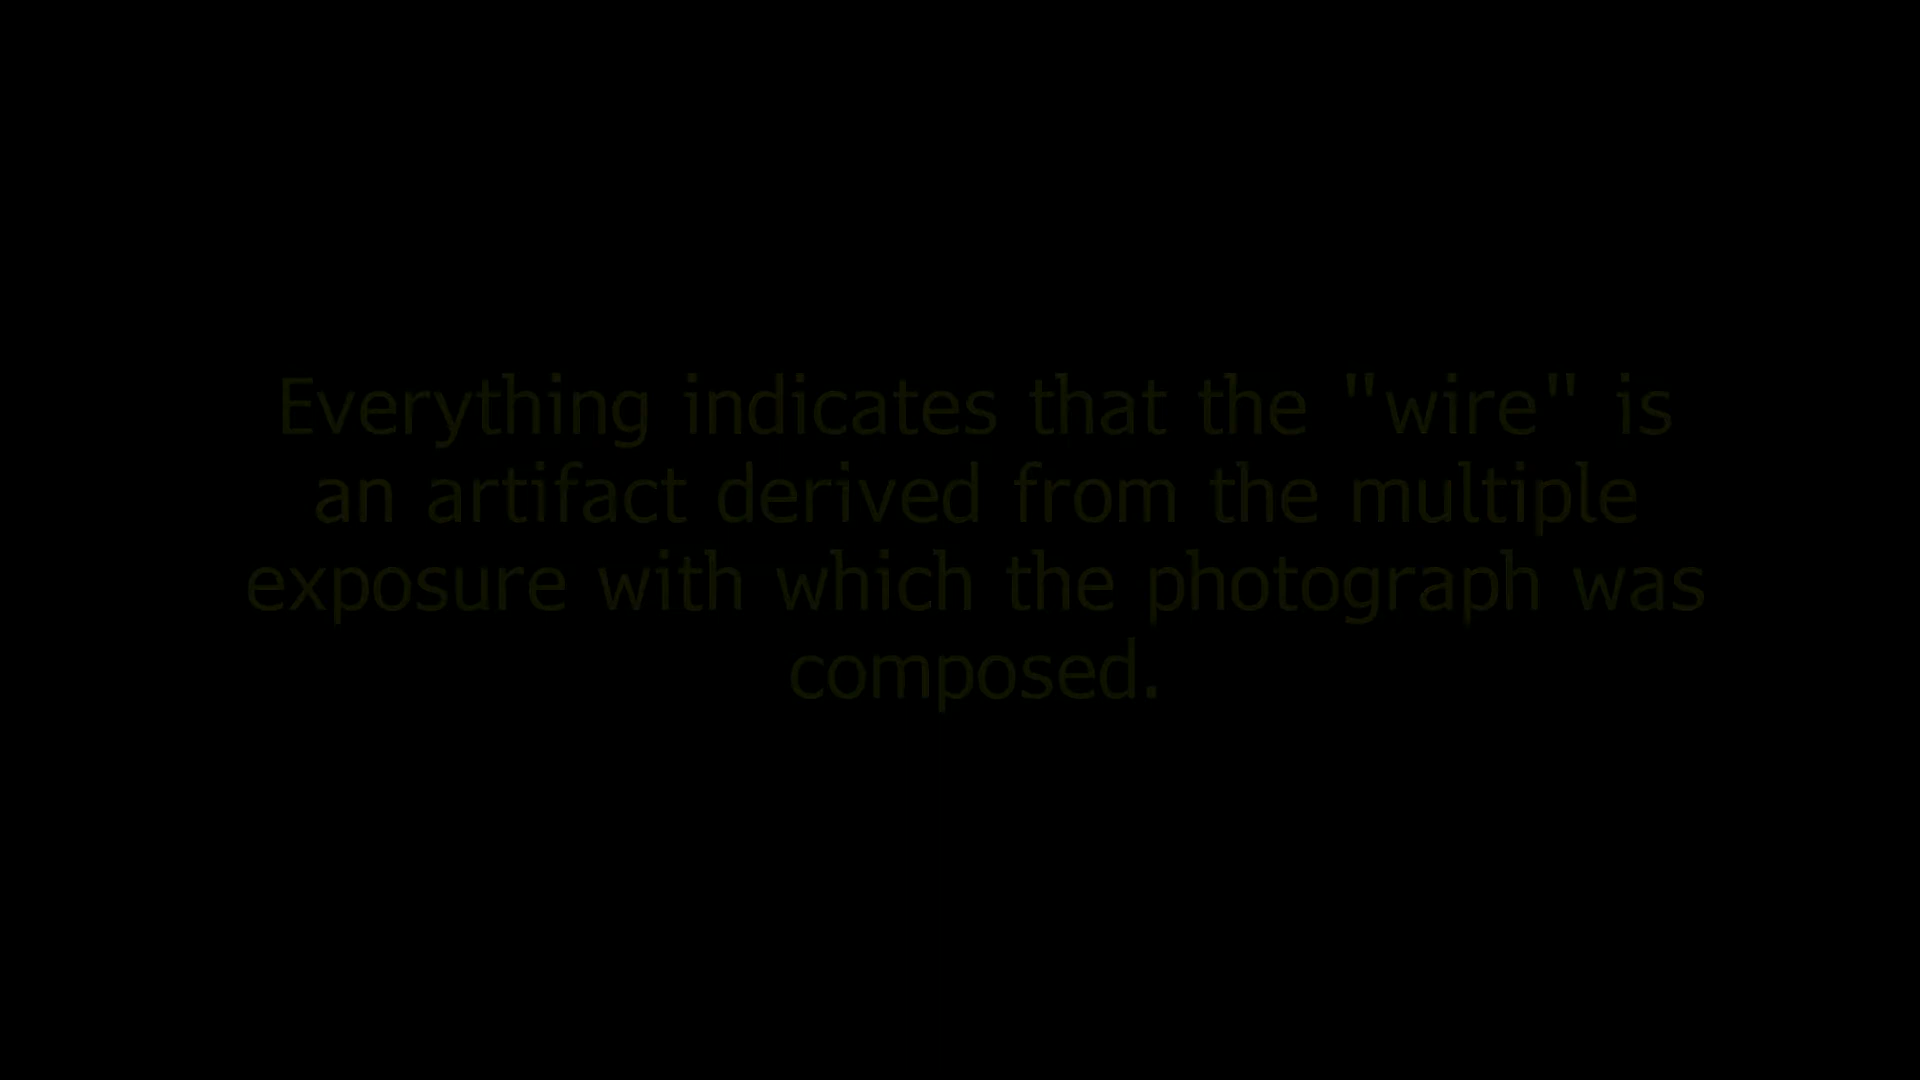 Everything indicates that the "wire" is
an artifact derived from the multiple
exposure with which the photograph was
composed.